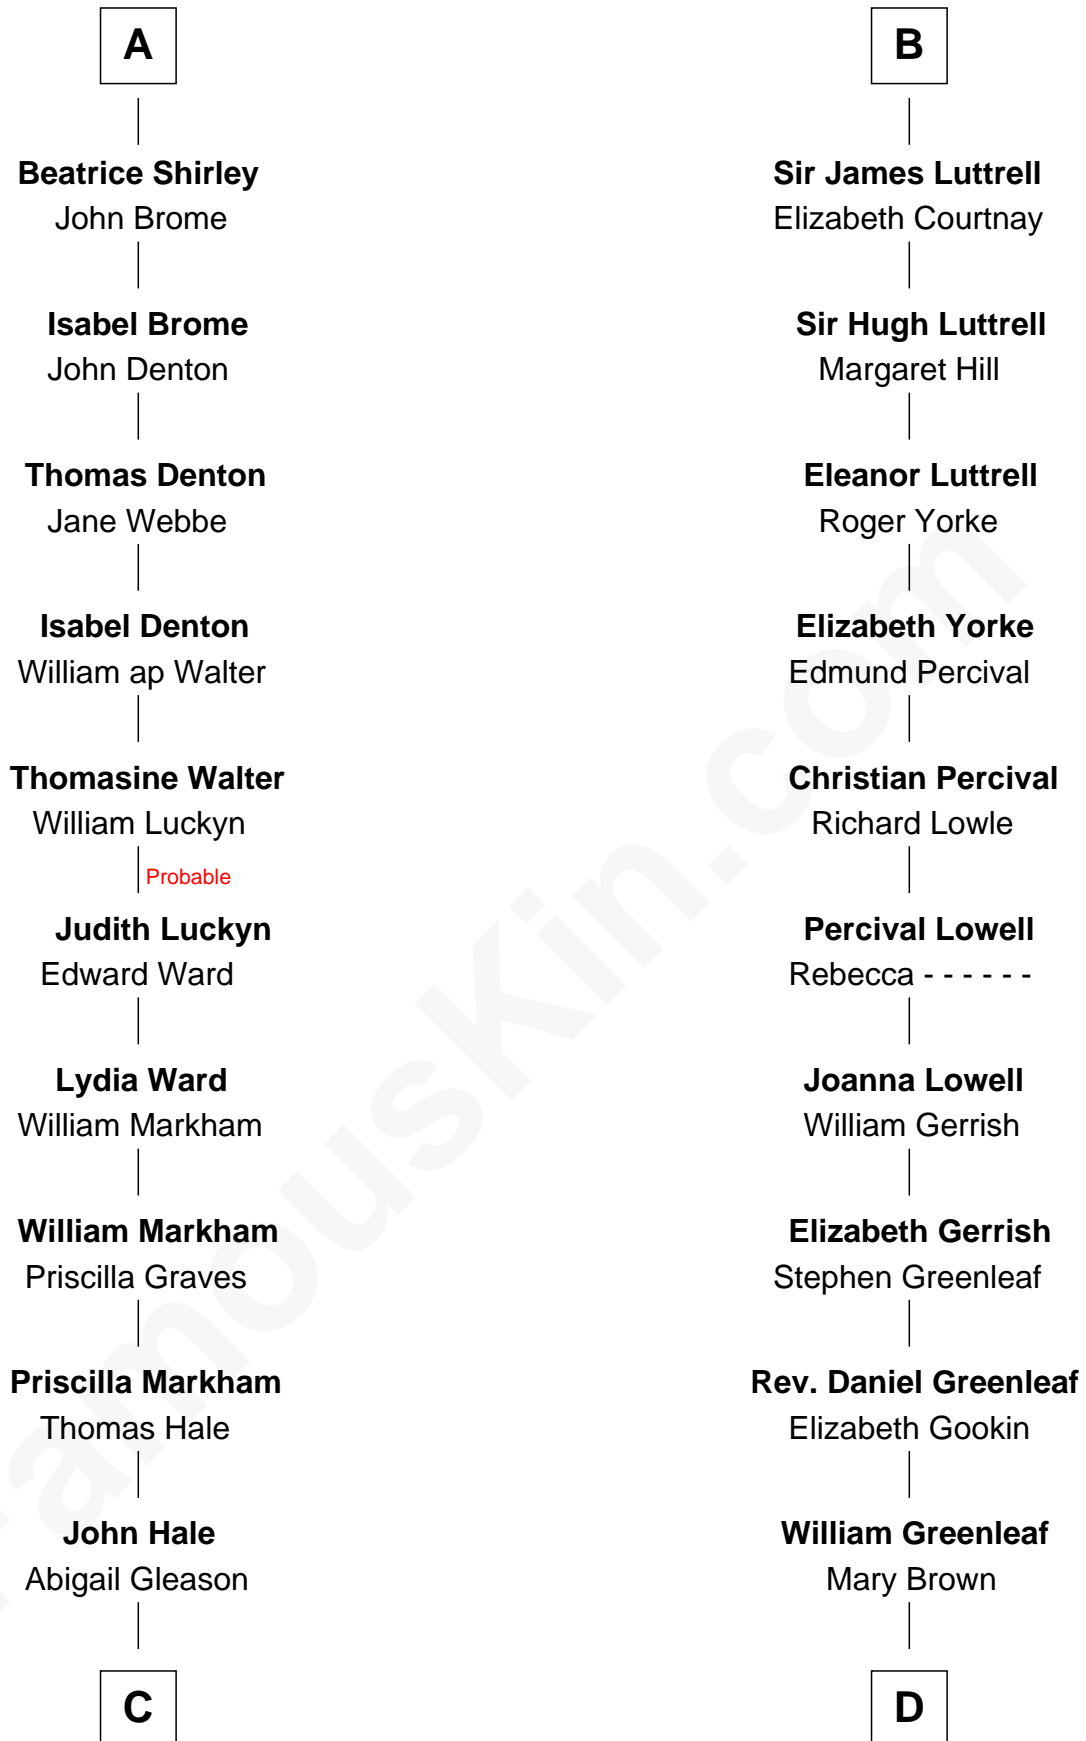 A
Beatrice Shirley
John Brome
Isabel Brome
John Denton
Thomas Denton
Jane Webbe
Isabel Denton
William ap Walter
Thomasine Walter
William Luckyn
Probable
Judith Luckyn
Edward Ward
Lydia Ward
William Markham
William Markham
Priscilla Graves
Priscilla Markham
Thomas Hale
John Hale
Abigail Gleason
C
B
Sir James Luttrell
Elizabeth Courtnay
Sir Hugh Luttrell
Margaret Hill
Eleanor Luttrell
Roger Yorke
Elizabeth Yorke
Edmund Percival
Christian Percival
Richard Lowle
Percival Lowell
Rebecca - - - - - -
Joanna Lowell
William Gerrish
Elizabeth Gerrish
Stephen Greenleaf
Rev. Daniel Greenleaf
Elizabeth Gookin
William Greenleaf
Mary Brown
D
FamousKin.com